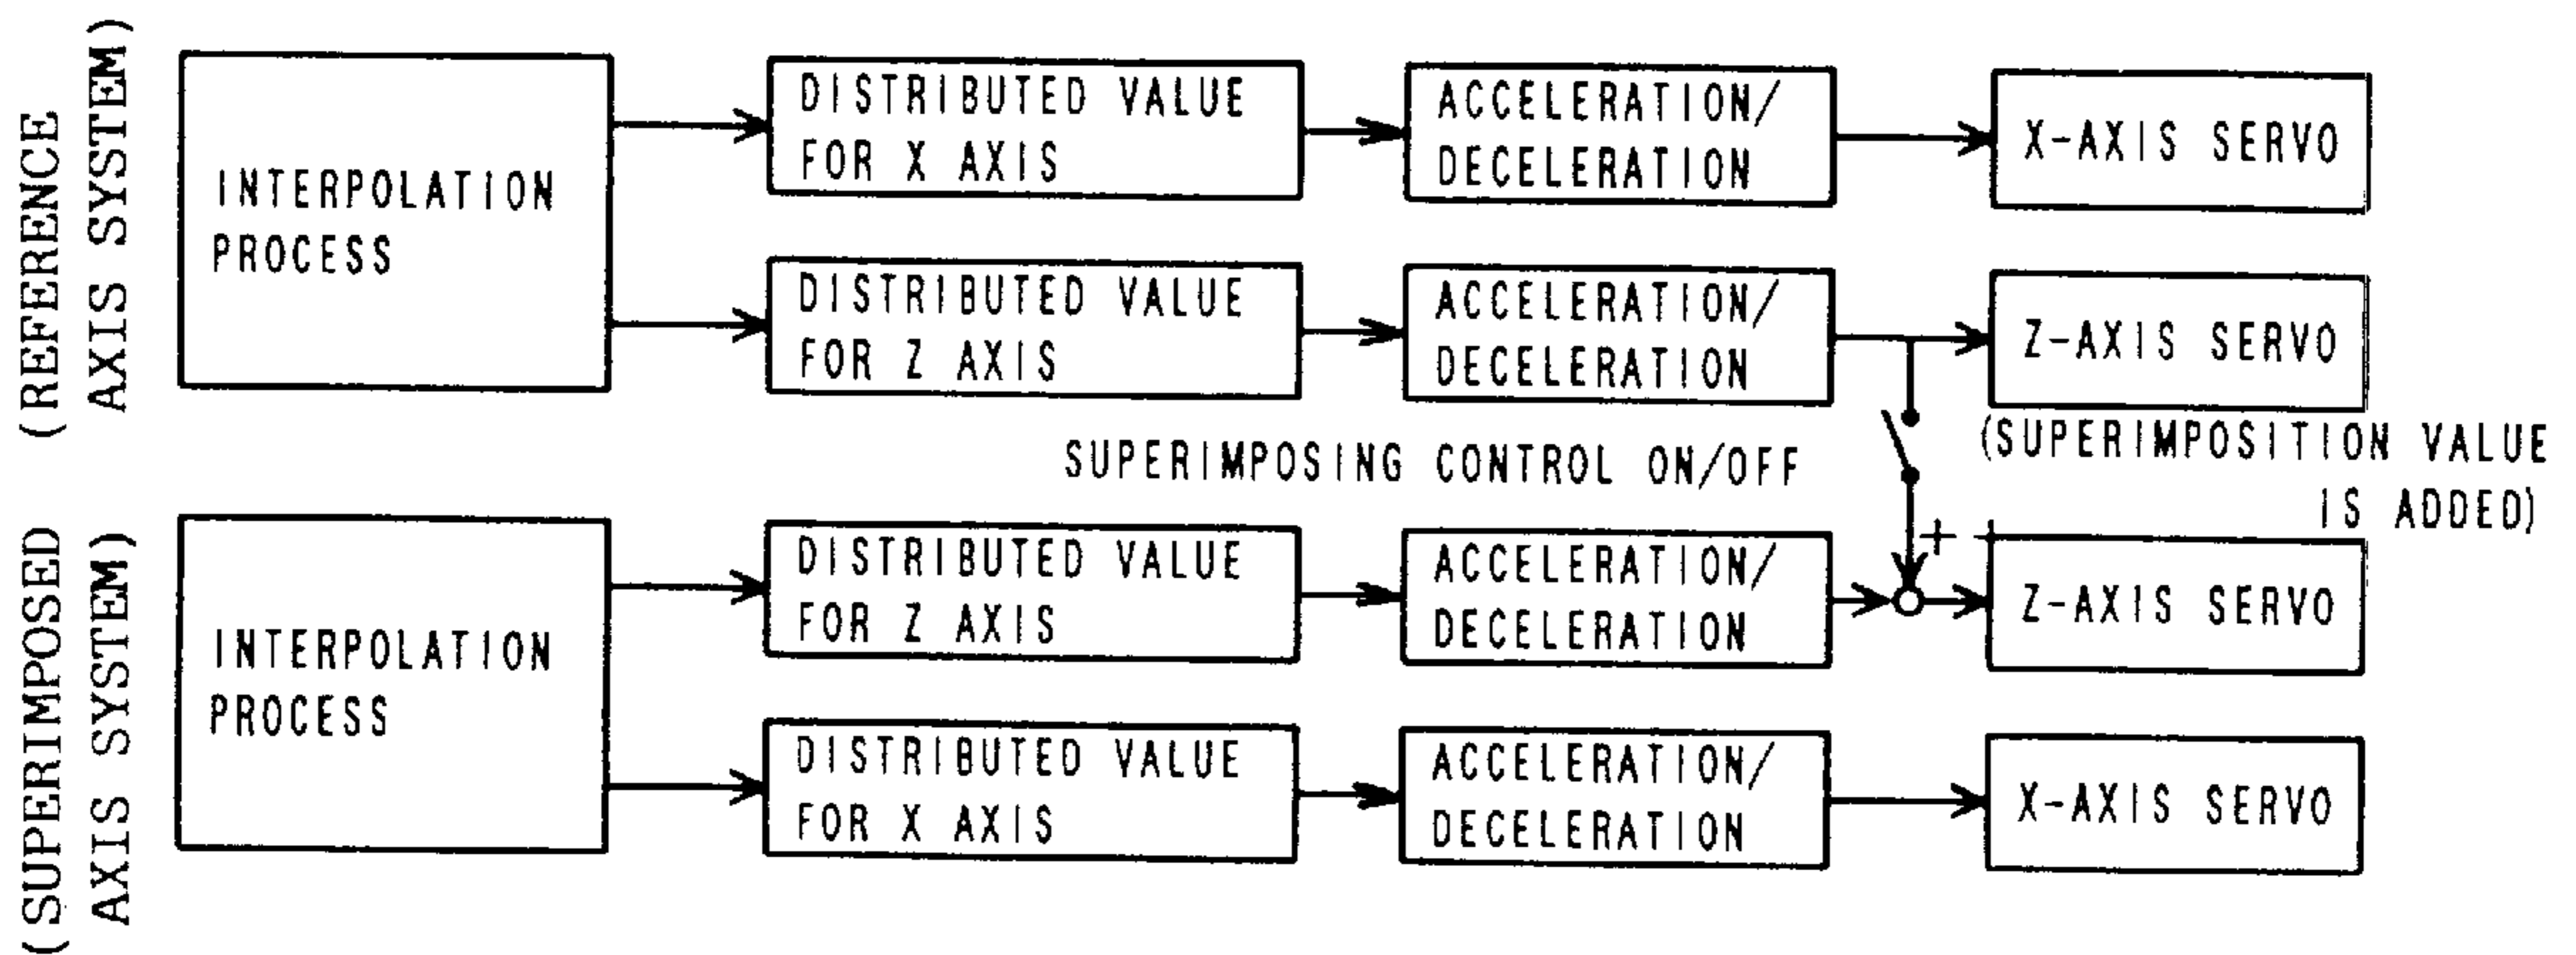 (REFERENCE
AXIS SYSTEM)
INTERPOLATION
PROCESS
DISTRIBUTED VALUE
FOR X AXIS
ACCELERATION/
DECELERATION
X-AXIS SERVO
DISTRIBUTED VALUE
FOR Z AXIS
ACCELERATION/
DECELERATION
Z-AXIS SERVO
SUPERIMPOSING CONTROL ON/OFF
(SUPERIMPOSITION VALUE
IS ADDED)
(SUPERIMPOSED
AXIS SYSTEM)
INTERPOLATION
PROCESS
DISTRIBUTED VALUE
FOR Z AXIS
ACCELERATION/
DECELERATION
+
Z-AXIS SERVO
DISTRIBUTED VALUE
FOR X AXIS
ACCELERATION/
DECELERATION
X-AXIS SERVO